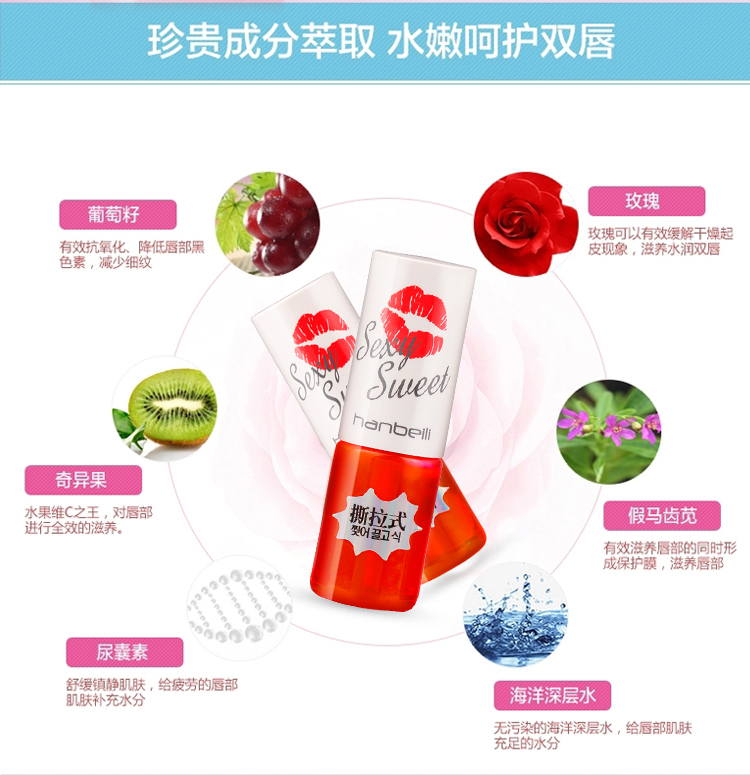 珍贵成分萃取 水嫩呵护双唇
葡萄籽
有效抗氧化、降低唇部黑
色素，减少细纹
玫瑰
玫瑰可以有效缓解干燥起
皮现象，滋养水润双唇
Sexy
Sweet
hanbeili
撕拉式
찢어 끌고식
Sexy
S
h
奇异果
水果维C之王，对唇部
进行全效的滋养。
假马齿苋
有效滋养唇部的同时形
成保护膜，滋养唇部
尿囊素
舒缓镇静肌肤，给疲劳的唇部
肌肤补充水分
海洋深层水
无污染的海洋深层水，给唇部肌肤
充足的水分